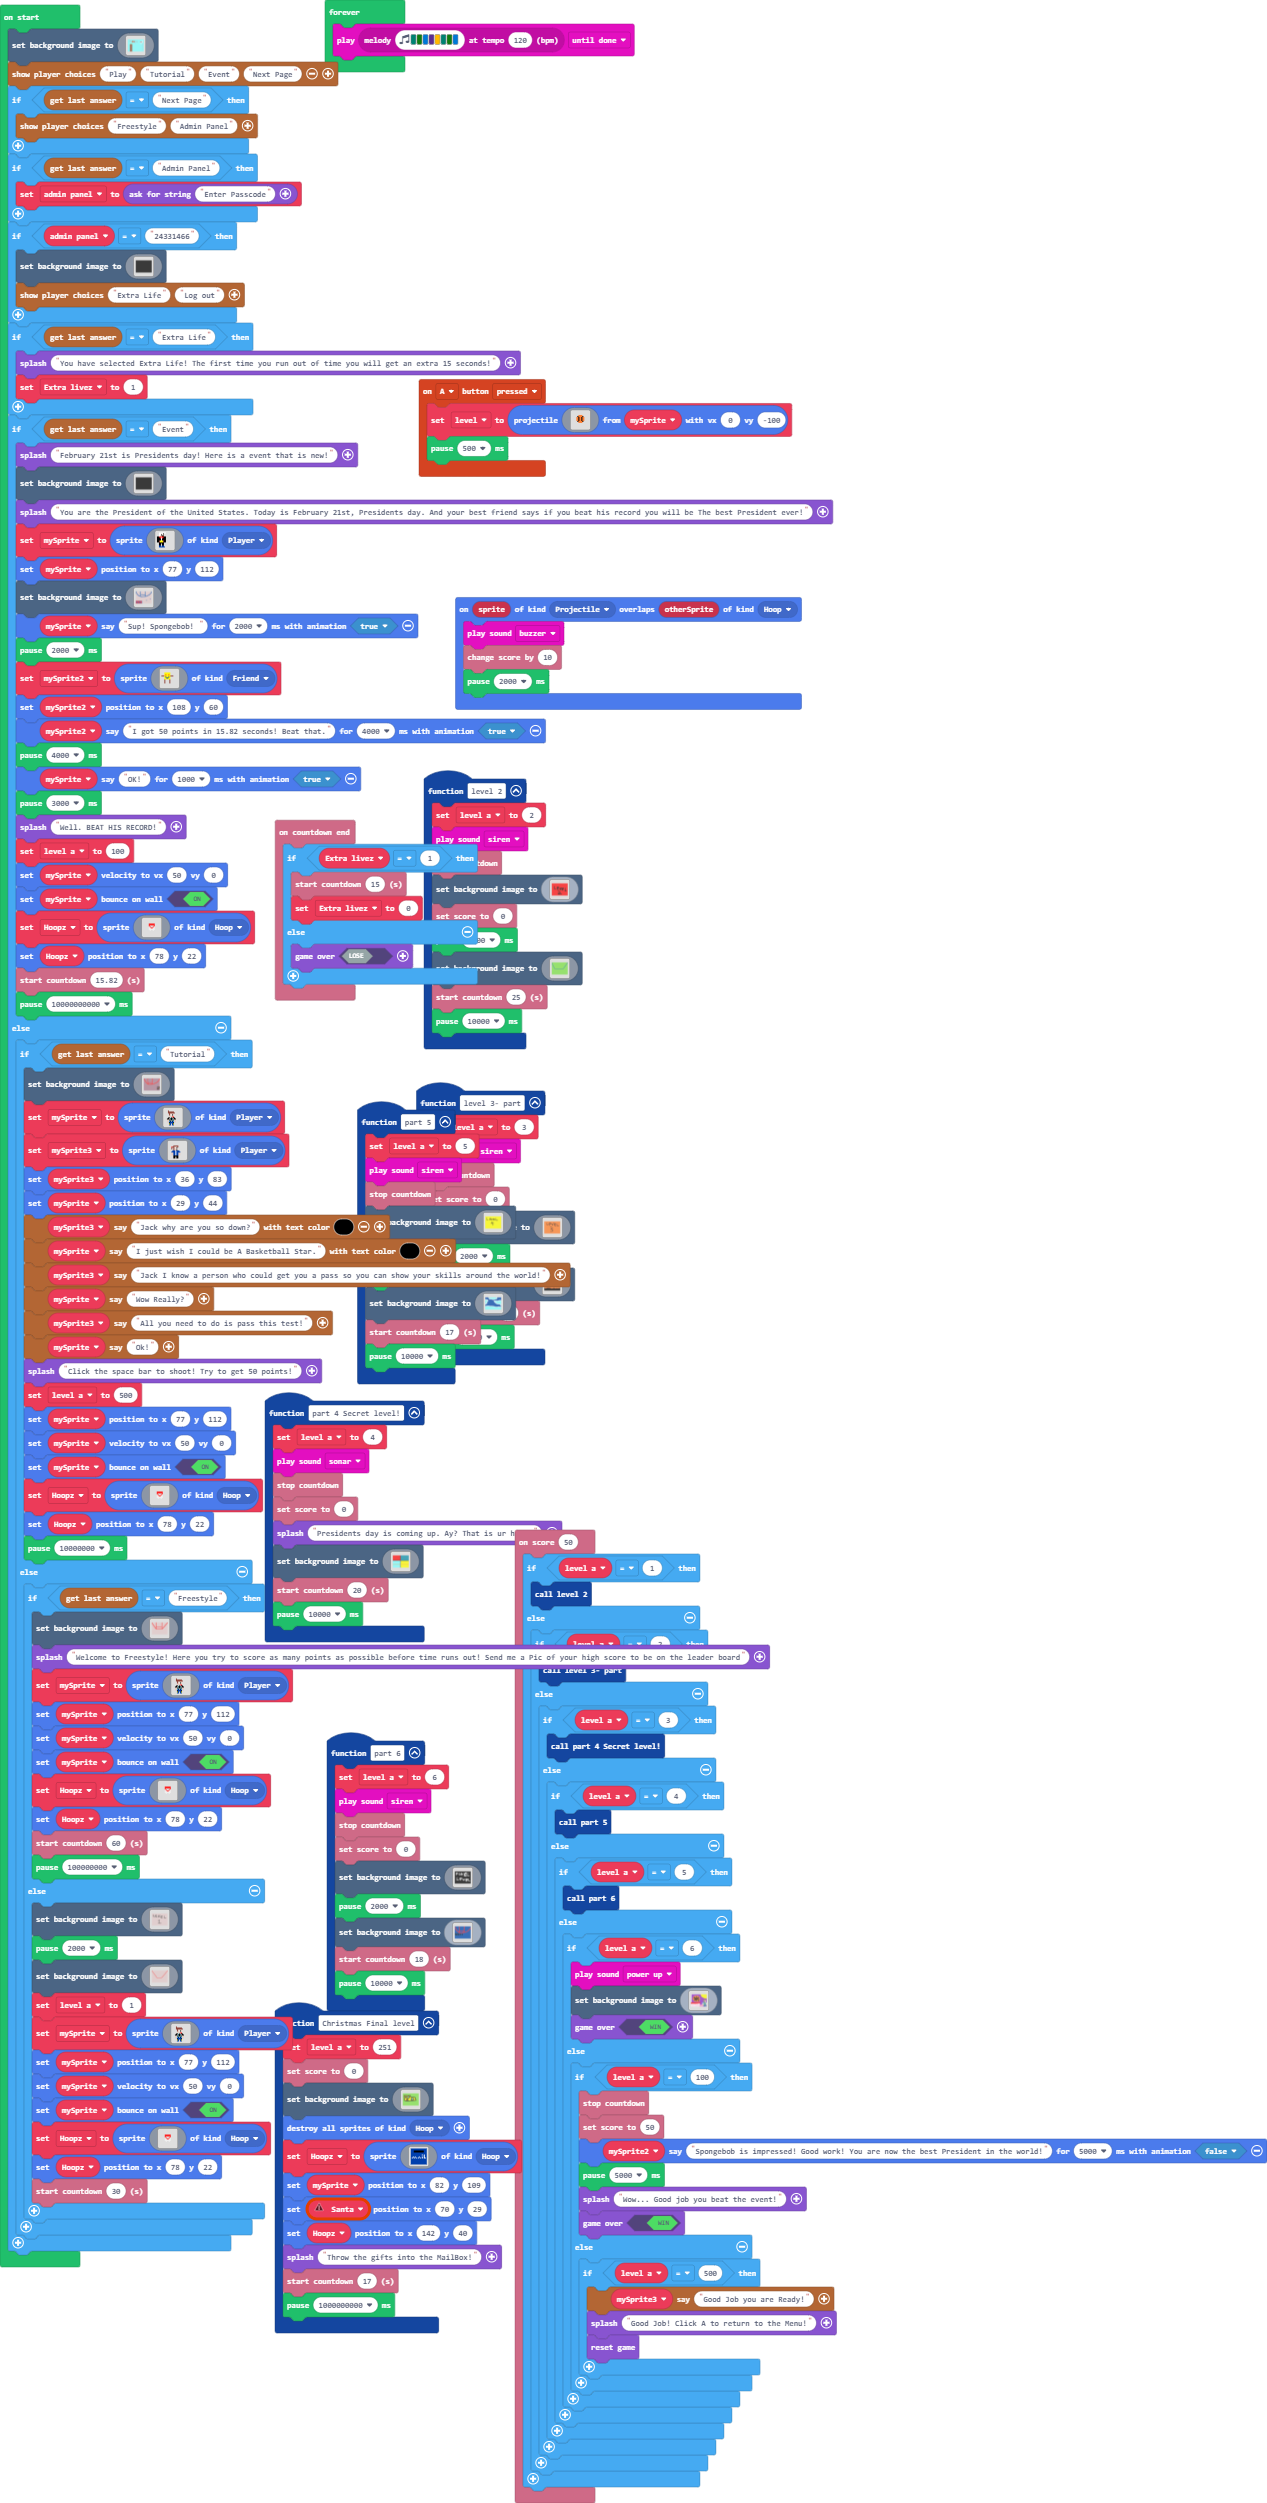 on start
set background image to
show player choices "Play" "Tutorial" "Event" "Next Page"
if get last answer = "Next Page" then
show player choices "Freestyle" "Admin Panel"
if get last answer = "Admin Panel" then
set admin panel to ask for string "Enter Passcode"
if admin panel = "24331466" then
set background image to
show player choices "Extra Life" "Log out"
if get last answer = "Extra Life" then
splash "You have selected Extra Life! The first time you run out of time you will get an extra 15 seconds!"
set Extra livez to 1
if get last answer = "Event" then
splash "February 21st is Presidents day! Here is a event that is new!"
set background image to
splash "You are the President of the United States. Today is February 21st, Presidents day. And your best friend says if you beat his record you will be The best President ever!"
set mySprite to sprite of kind Player
set mySprite position to x 77 y 112
set background image to
mySprite say "Sup! Spongebob! " for 2000 ms with animation true
pause 2000 ms
set mySprite2 to sprite of kind Friend
set mySprite2 position to x 108 y 60
mySprite2 say "I got 50 points in 15.82 seconds! Beat that." for 4000 ms with animation true
pause 4000 ms
mySprite say "OK!" for 1000 ms with animation true
pause 3000 ms
splash "Well. BEAT HIS RECORD!"
set level a to 100
set mySprite velocity to vx 50 vy 0
set mySprite bounce on wall ON
set Hoopz to sprite of kind Hoop
set Hoopz position to x 78 y 22
start countdown 15.82 (s)
pause 10000000000 ms
else
if get last answer = "Tutorial" then
set background image to
set mySprite to sprite of kind Player
set mySprite3 to sprite of kind Player
set mySprite3 position to x 36 y 83
set mySprite position to x 29 y 44
mySprite3 say "Jack why are you so down?" with text color
mySprite say "I just wish I could be A Basketball Star." with text color
mySprite3 say "Jack I know a person who could get you a pass so you can show your skills around the world!"
mySprite say "Wow Really?"
mySprite3 say "All you need to do is pass this test!"
mySprite say "Ok!"
splash "Click the space bar to shoot! Try to get 50 points!"
set level a to 500
set mySprite position to x 77 y 112
set mySprite velocity to vx 50 vy 0
set mySprite bounce on wall ON
set Hoopz to sprite of kind Hoop
set Hoopz position to x 78 y 22
pause 10000000 ms
else
if get last answer = "Freestyle" then
set background image to
splash "Welcome to Freestyle! Here you try to score as many points as possible before time runs out! Send me a Pic of your high score to be on the leader board"
set mySprite to sprite of kind Player
set mySprite position to x 77 y 112
set mySprite velocity to vx 50 vy 0
set mySprite bounce on wall ON
set Hoopz to sprite of kind Hoop
set Hoopz position to x 78 y 22
start countdown 60 (s)
pause 100000000 ms
else
set background image to
pause 2000 ms
set background image to
set level a to 1
set mySprite to sprite of kind Player
set mySprite position to x 77 y 112
set mySprite velocity to vx 50 vy 0
set mySprite bounce on wall ON
set Hoopz to sprite of kind Hoop
set Hoopz position to x 78 y 22
start countdown 30 (s)
forever
play melody at tempo 120 (bpm) until done
on A button pressed
set level to projectile from mySprite with vx 0 vy -100
pause 500 ms
on sprite of kind Projectile overlaps otherSprite of kind Hoop
play sound buzzer
change score by 10
pause 2000 ms
on countdown end
if Extra livez = 1 then
start countdown 15 (s)
set Extra livez to 0
else
game over LOSE
function level 2
set level a to 2
play sound siren
set background image to
set score to 0
ms
background image to
start countdown 25 (s)
pause 10000 ms
function level 3- part
level a to 3
siren
score to 0
to
2000 ms
(s)
ms
function part 5
set level a to 5
play sound siren
stop countdown
background image to
set background image to
start countdown 17 (s)
pause 10000 ms
function part 4 Secret level!
set level a to 4
play sound sonar
stop countdown
set score to 0
splash "Presidents day is coming up. Ay? That is ur
set background image to
start countdown 20 (s)
pause 10000 ms
function part 6
set level a to 6
play sound siren
stop countdown
set score to 0
set background image to
pause 2000 ms
set background image to
start countdown 18 (s)
pause 10000 ms
Christmas Final level
level a to 251
set score to 0
set background image to
destroy all sprites of kind Hoop
set Hoopz to sprite of kind Hoop
set mySprite position to x 82 y 109
set Santa position to x 70 y 29
set Hoopz position to x 142 y 40
splash "Throw the gifts into the MailBox!"
start countdown 17 (s)
pause 1000000000 ms
on score 50
if level a = 1 then
call level 2
else
if level a = 2 then
call level 3- part
else
if level a = 3 then
call part 4 Secret level!
else
if level a = 4 then
call part 5
else
if level a = 5 then
call part 6
else
if level a = 6 then
play sound power up
set background image to
game over WIN
else
if level a = 100 then
stop countdown
set score to 50
mySprite2 say "Spongebob is impressed! Good work! You are now the best President in the world!" for 5000 ms with animation false
pause 5000 ms
splash "Wow... Good job you beat the event!"
game over WIN
else
if level a = 500 then
mySprite3 say "Good Job you are Ready!"
splash "Good Job! Click A to return to the Menu!"
reset game